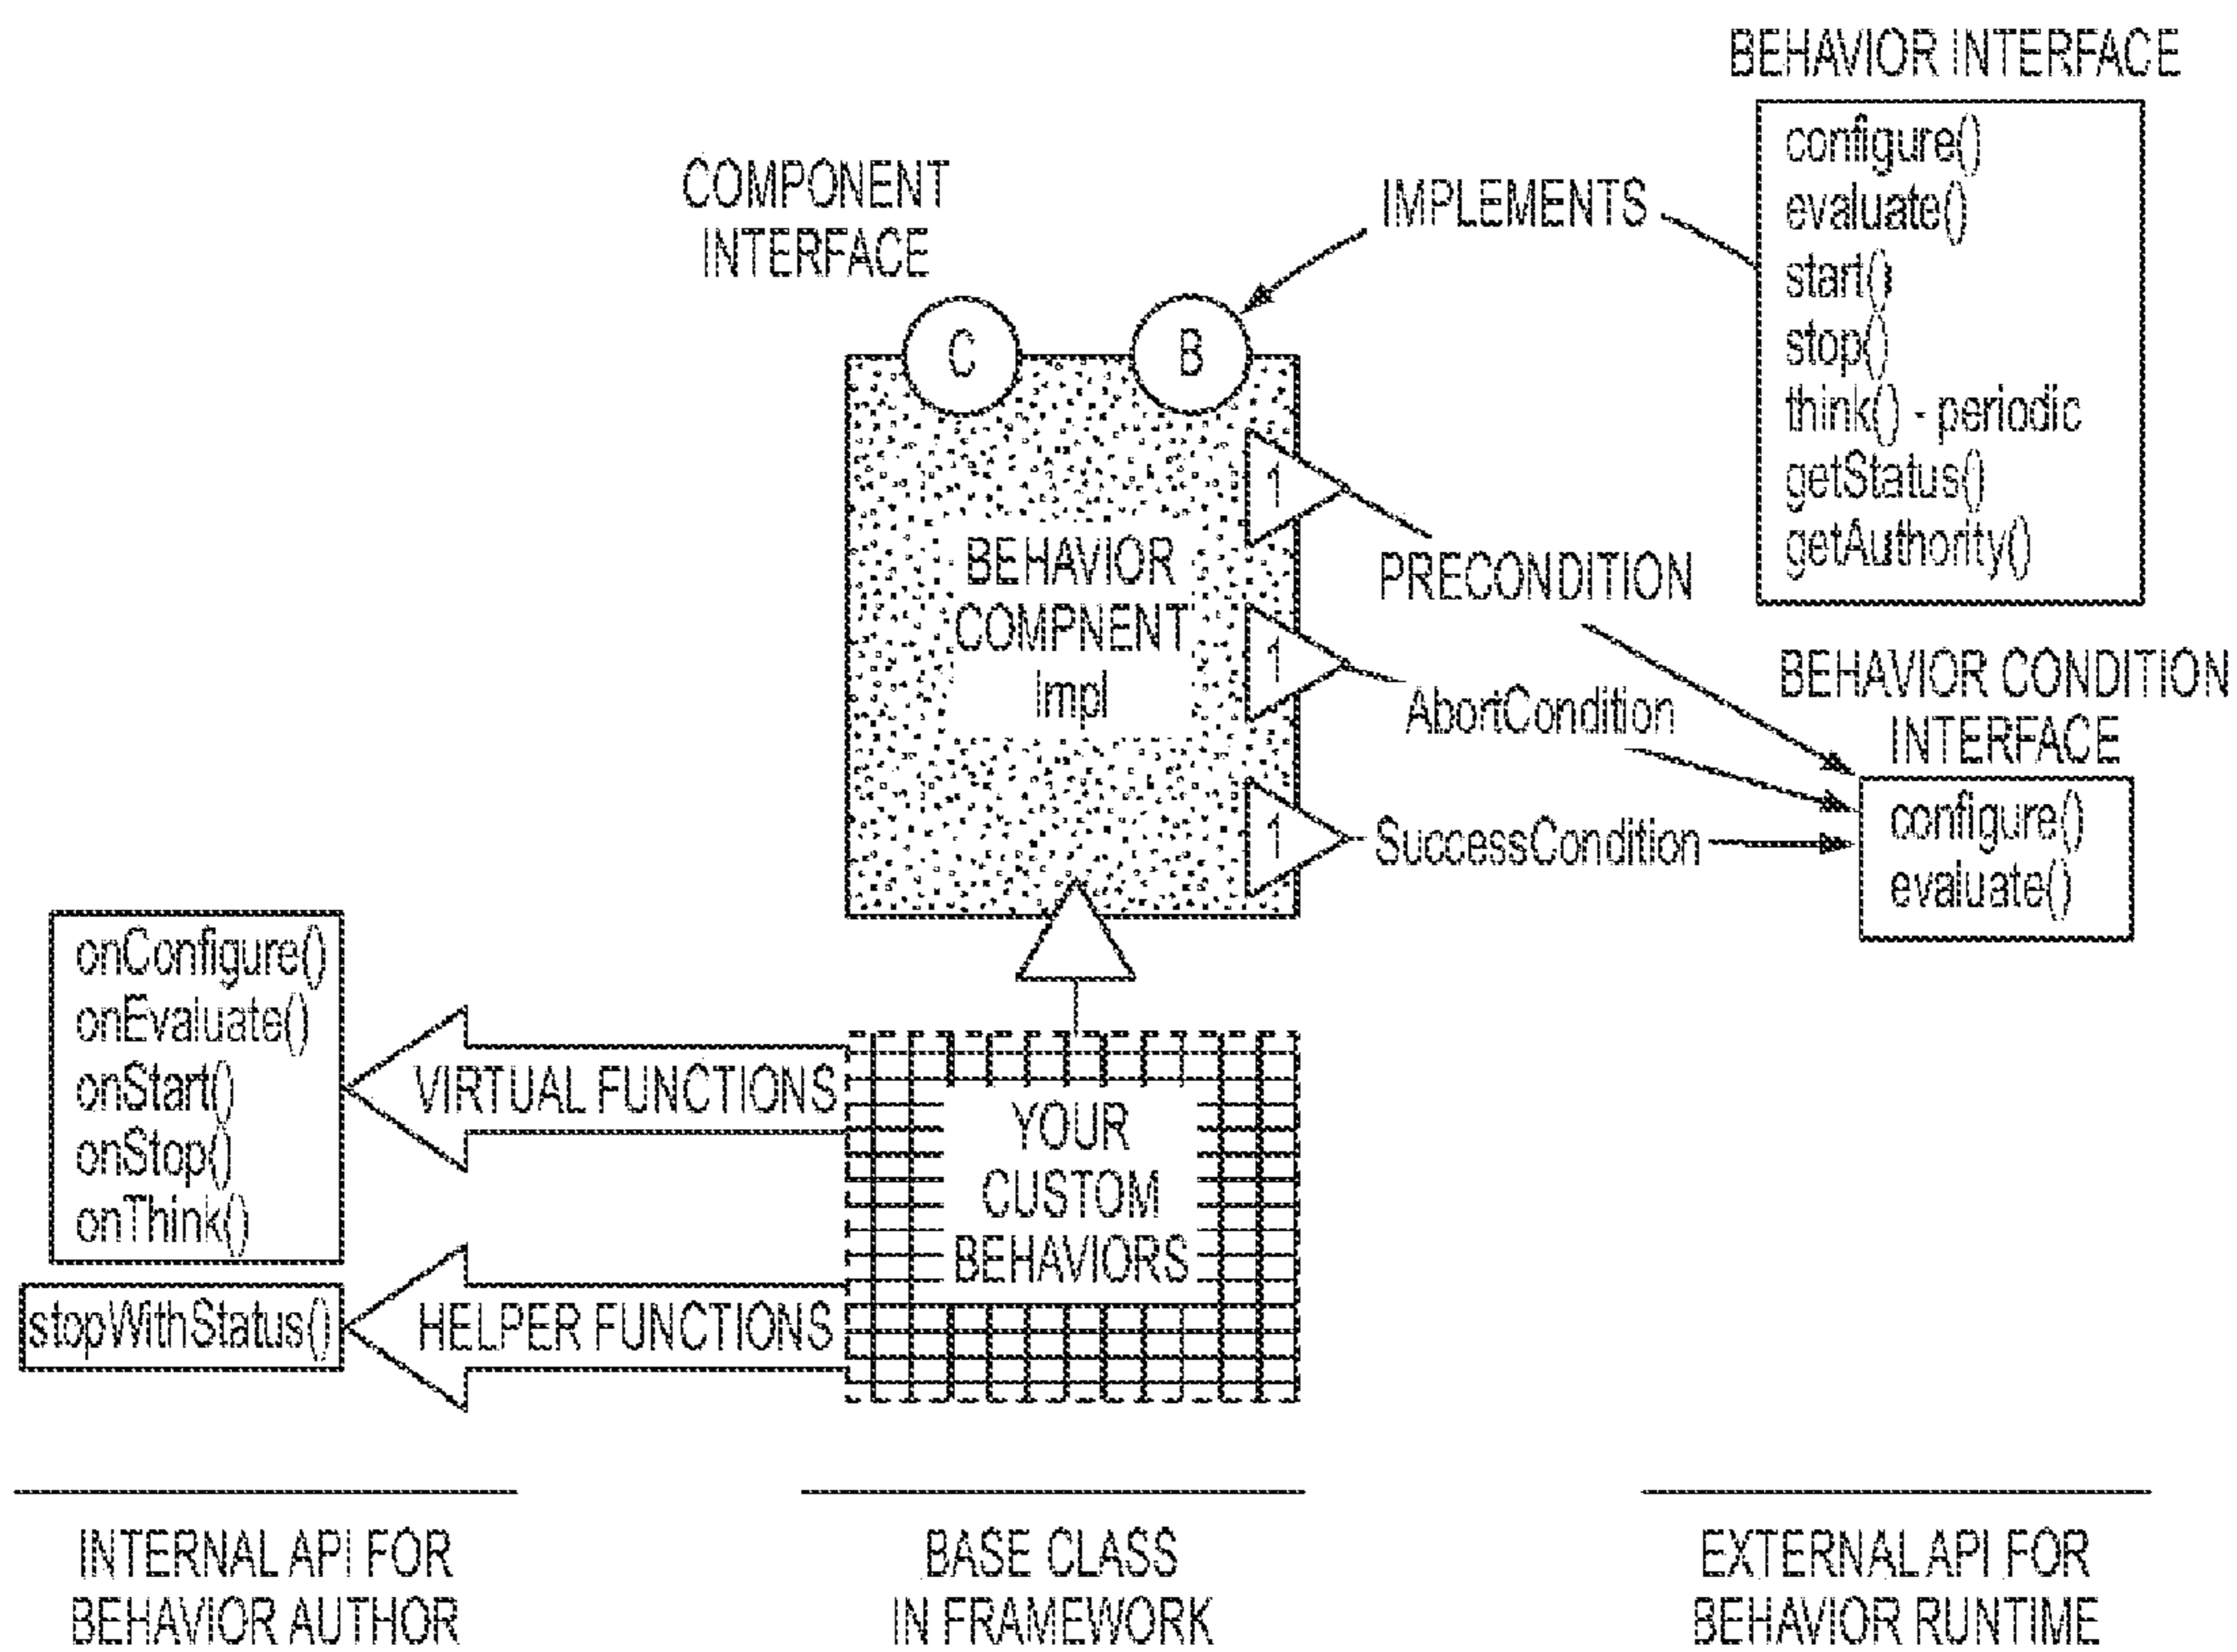 BEHAVIOR INTERFACE
configure()
evaluate()
start()
stop()
think() - periodic
getStatus()
getAuthority()
COMPONENT
INTERFACE
IMPLEMENTS
C
B
1
1
1
BEHAVIOR
COMPNENT
Impl
PRECONDITION
AbortCondition
SuccessCondition
BEHAVIOR CONDITION
INTERFACE
configure()
evaluate()
onConfigure()
onEvaluate()
onStart()
onStop()
onThink()
VIRTUAL FUNCTIONS
YOUR
CUSTOM
BEHAVIORS
stopWithStatus()
HELPER FUNCTIONS
INTERNAL API FOR
BEHAVIOR AUTHOR
BASE CLASS
IN FRAMEWORK
EXTERNAL API FOR
BEHAVIOR RUNTIME